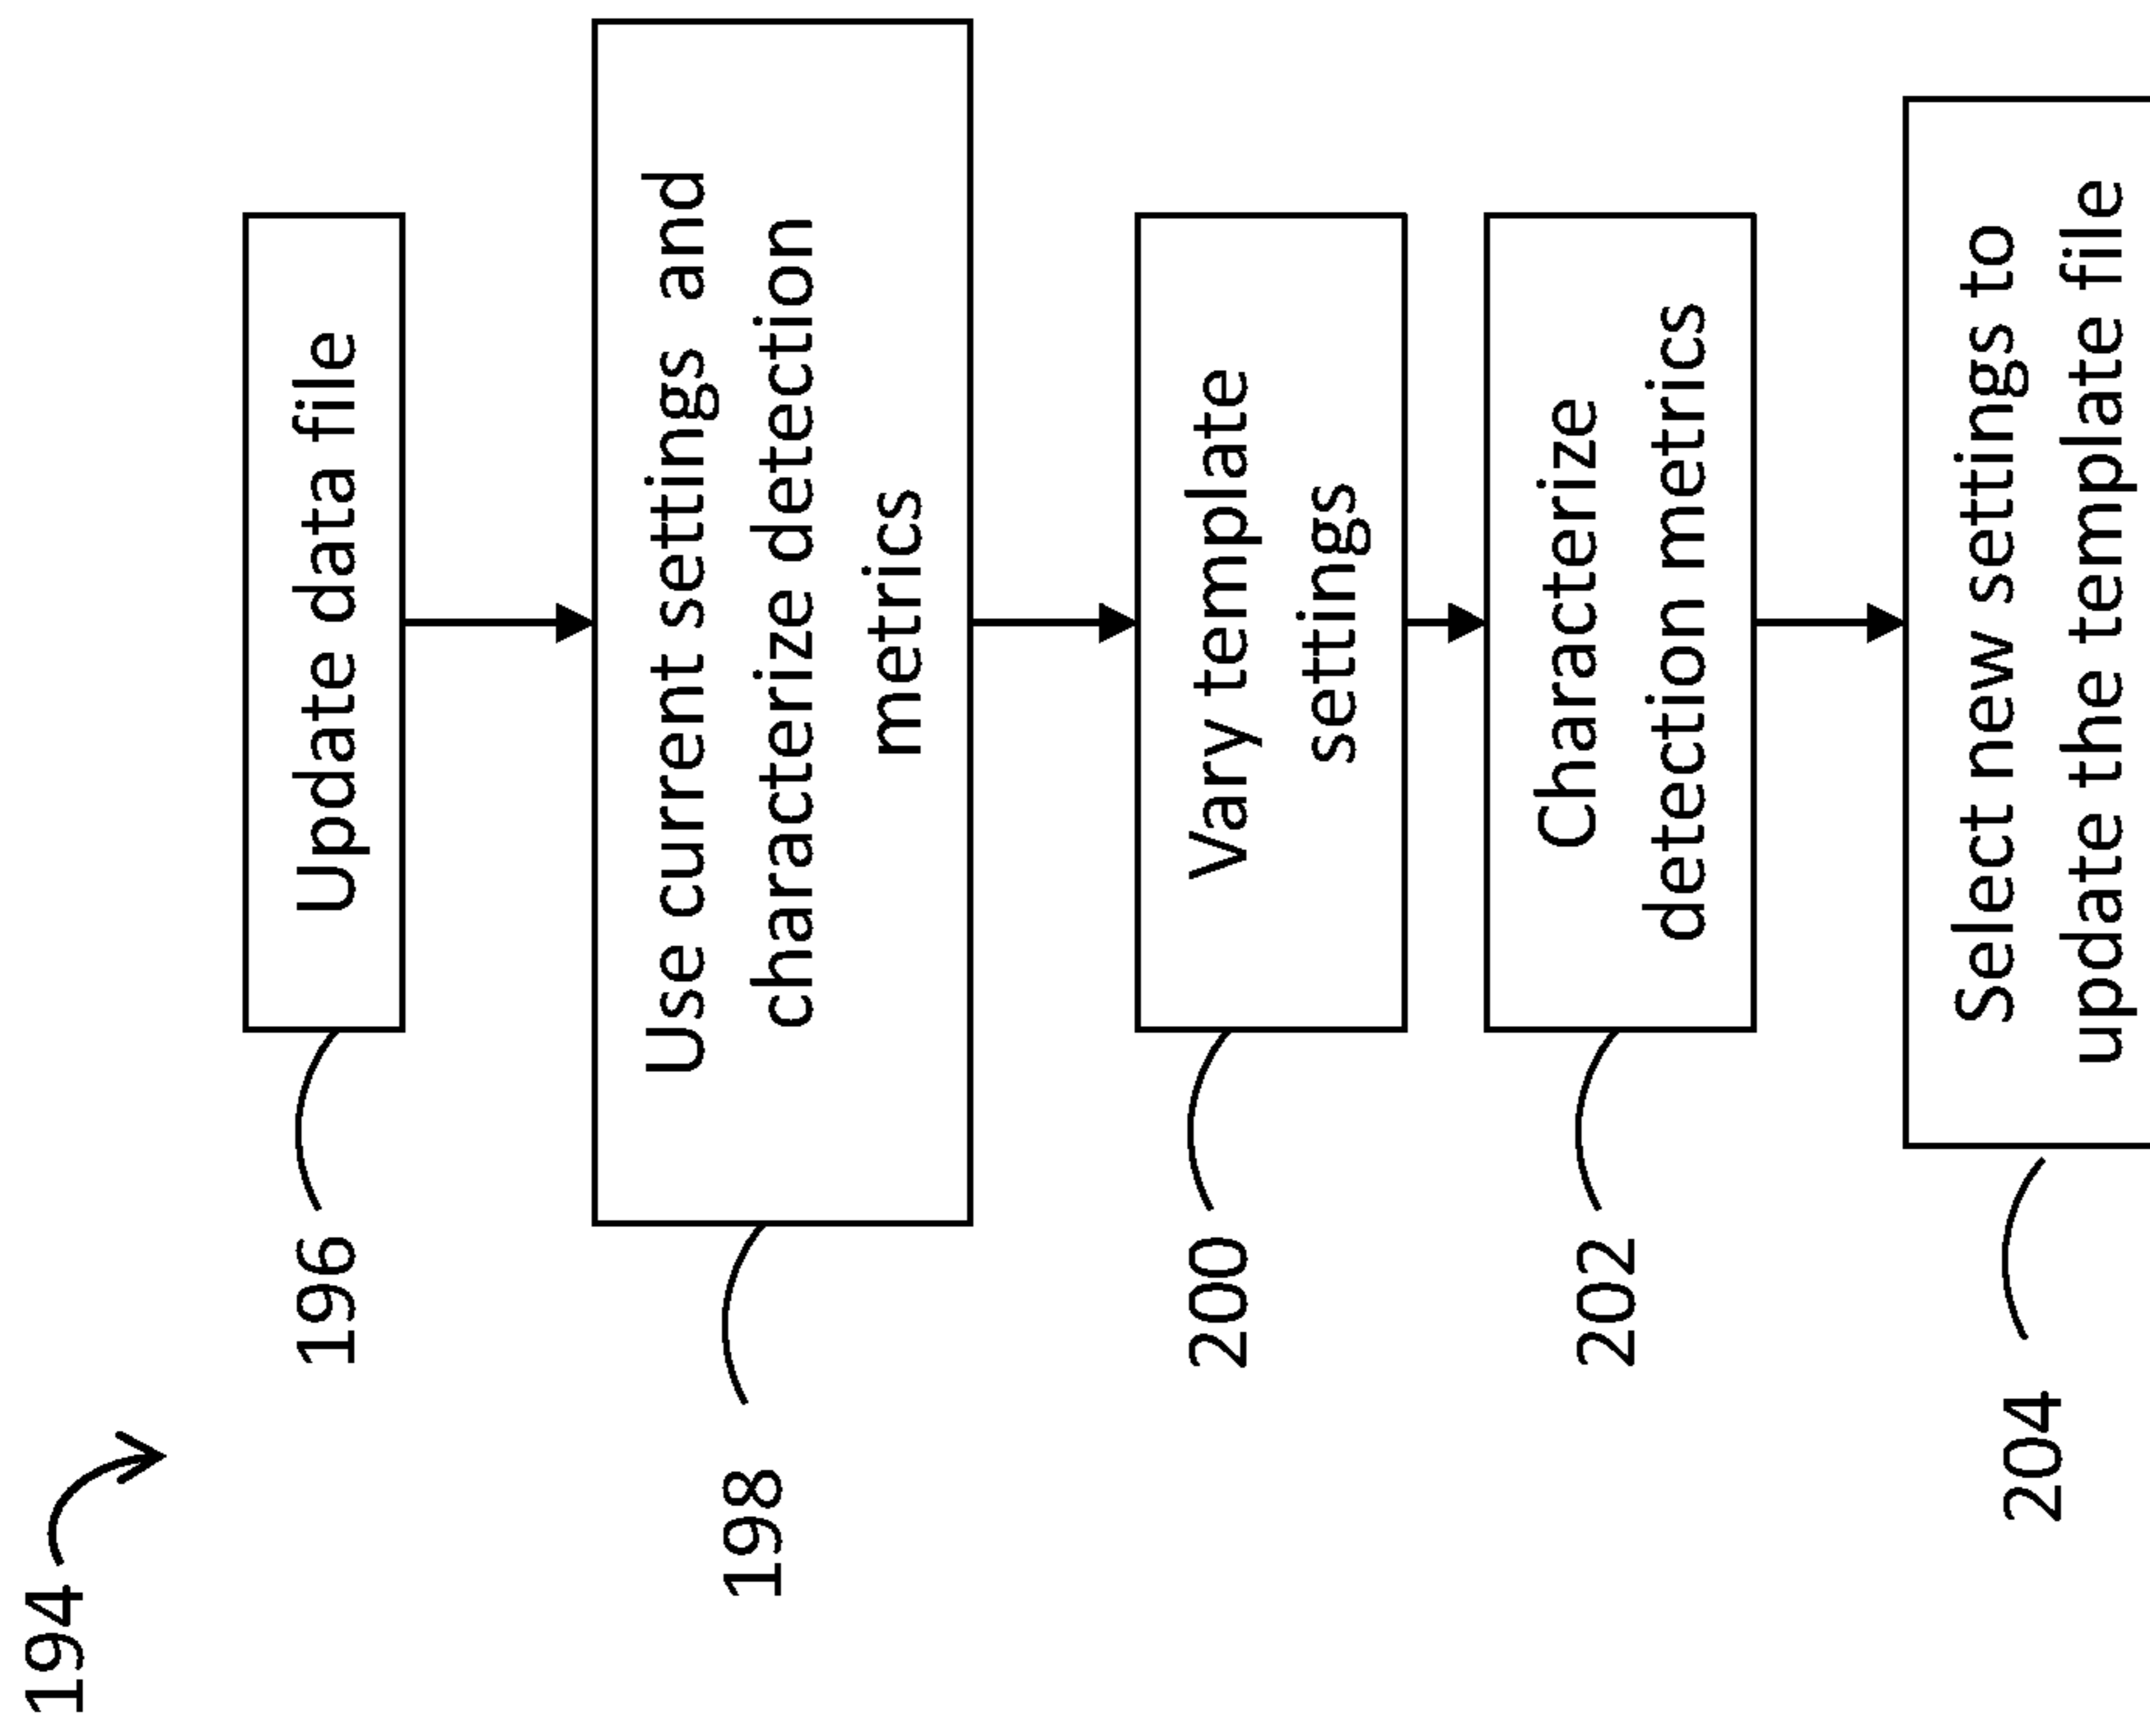 194
196
Update data file
198
Use current settings and
characterize detection
metrics
200
Vary template
settings
202
Characterize
detection metrics
204
Select new settings to
update the template file